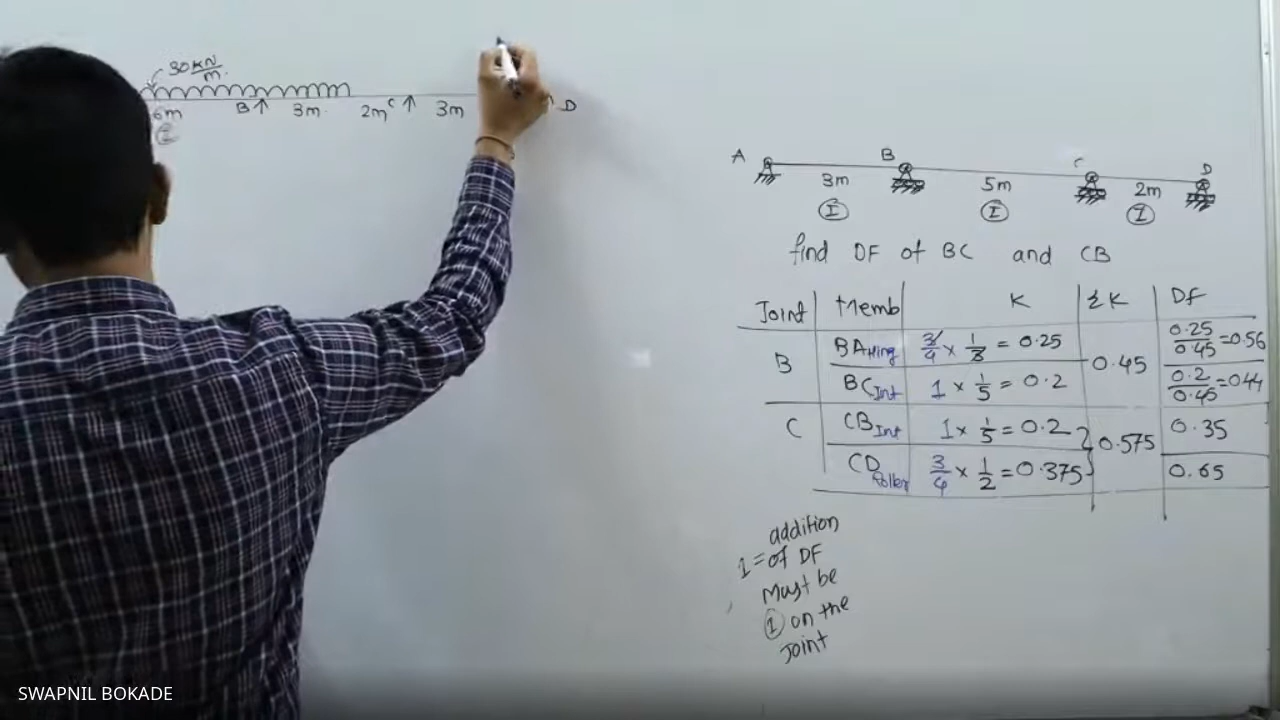 30 KN/m.
6m B↑ 3m. 2m C↑ 3m D
A B C D
3m 5m 2m
I I I
find DF of BC and CB
Joint Memb K ΣK DF
B BA Hing 3/4 × 1/3 = 0.25 0.45 0.25/0.45 = 0.56
BC Int 1 × 1/5 = 0.2 0.2/0.45 = 0.44
C CB Int 1 × 1/5 = 0.2 0.575 0.35
CD Roller 3/4 × 1/2 = 0.375 0.65
addition
1 = of DF
Must be
1 on the
Joint
SWAPNIL BOKADE